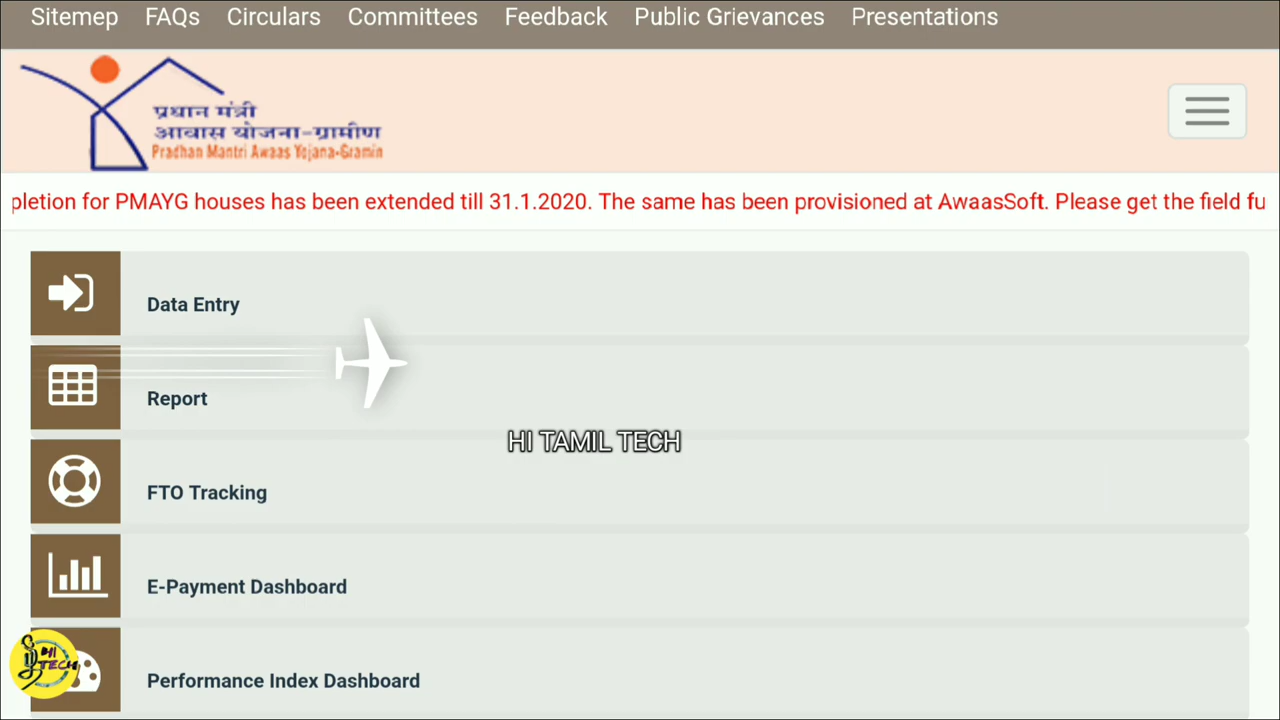 Sitemep FAQs Circulars Committees Feedback Public Grievances Presentations
प्रधान मंत्री
आवास योजना-ग्रामीण
Pradhan Mantri Awaas Yojana-Gramin
pletion for PMAYG houses has been extended till 31.1.2020. The same has been provisioned at AwaasSoft. Please get the field fu
Data Entry
Report
HI TAMIL TECH
FTO Tracking
E-Payment Dashboard
HI
TECH
Performance Index Dashboard